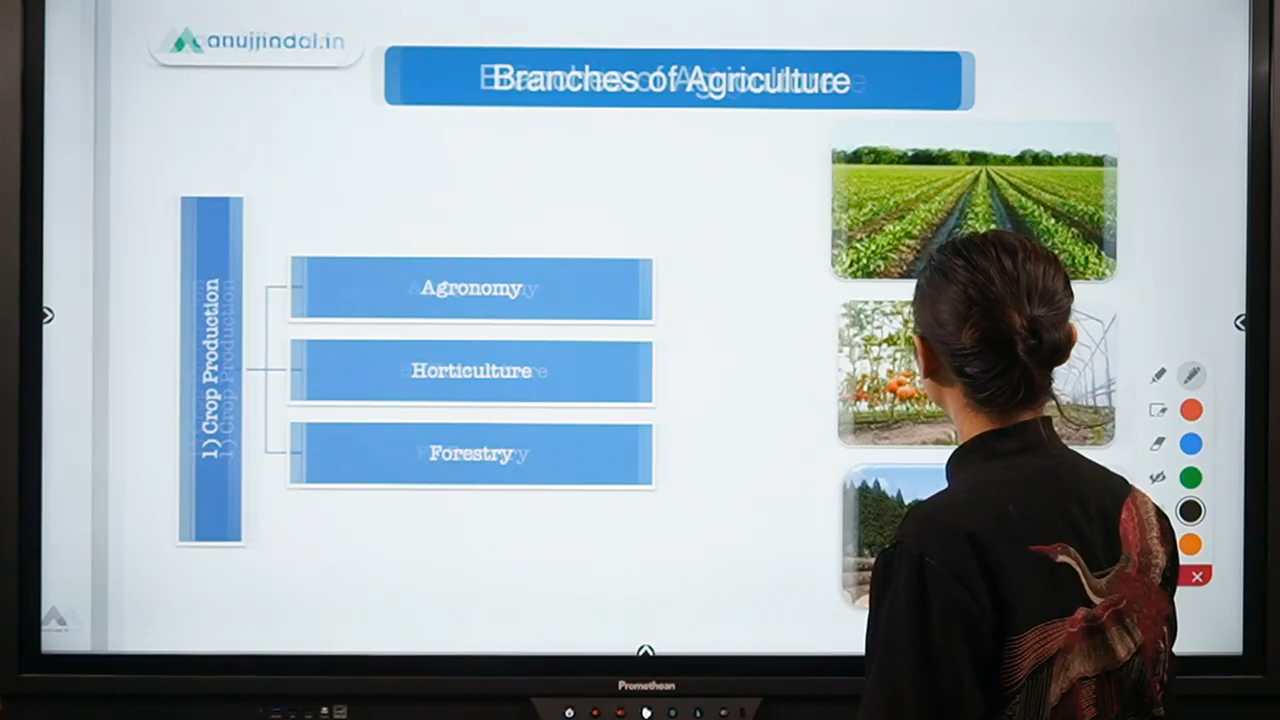 anujjindal.in
Branches of Agriculture
1) Crop Production
Agronomy
Horticulture
Forestry
Promethean